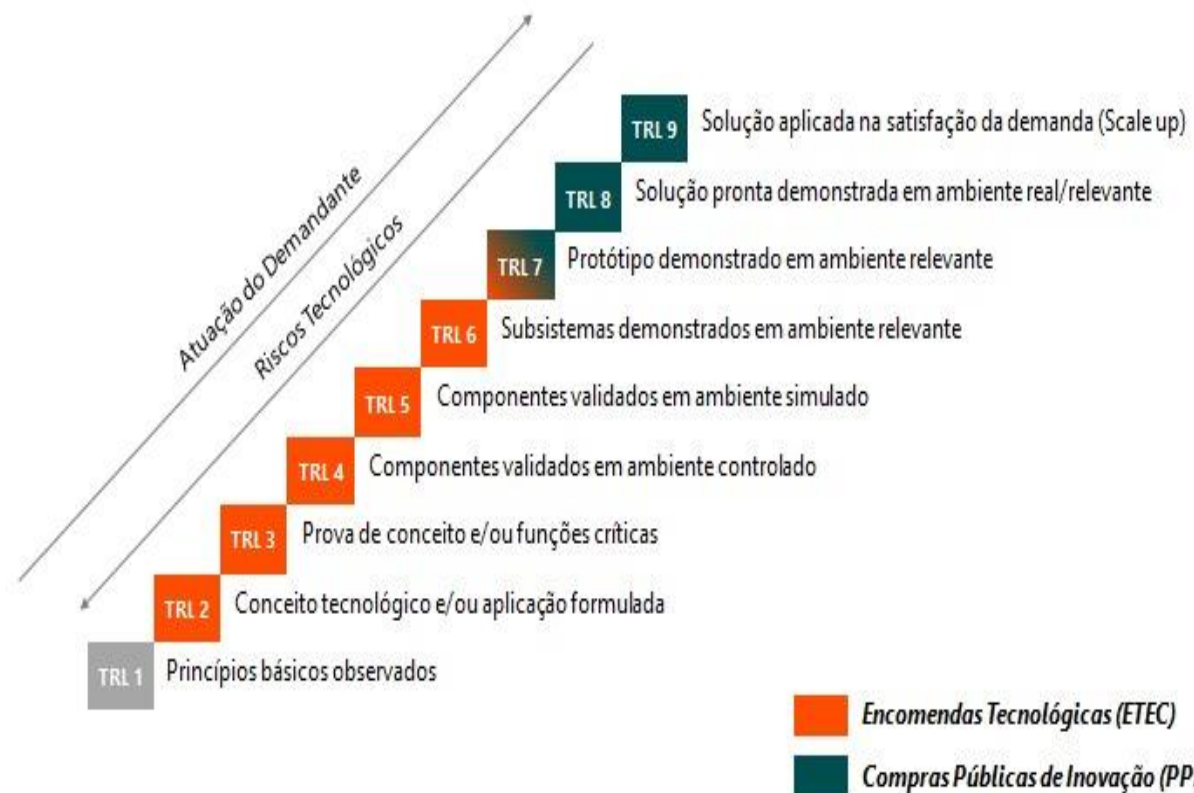 Atuação do Demandante
Riscos Tecnológicos
TRL 9 Solução aplicada na satisfação da demanda (Scale up)
TRL 8 Solução pronta demonstrada em ambiente real/relevante
TRL 7 Protótipo demonstrado em ambiente relevante
TRL 6 Subsistemas demonstrados em ambiente relevante
TRL 5 Componentes validados em ambiente simulado
TRL 4 Componentes validados em ambiente controlado
TRL 3 Prova de conceito e/ou funções críticas
TRL 2 Conceito tecnológico e/ou aplicação formulada
TRL 1 Princípios básicos observados
Encomendas Tecnológicas (ETEC)
Compras Públicas de Inovação